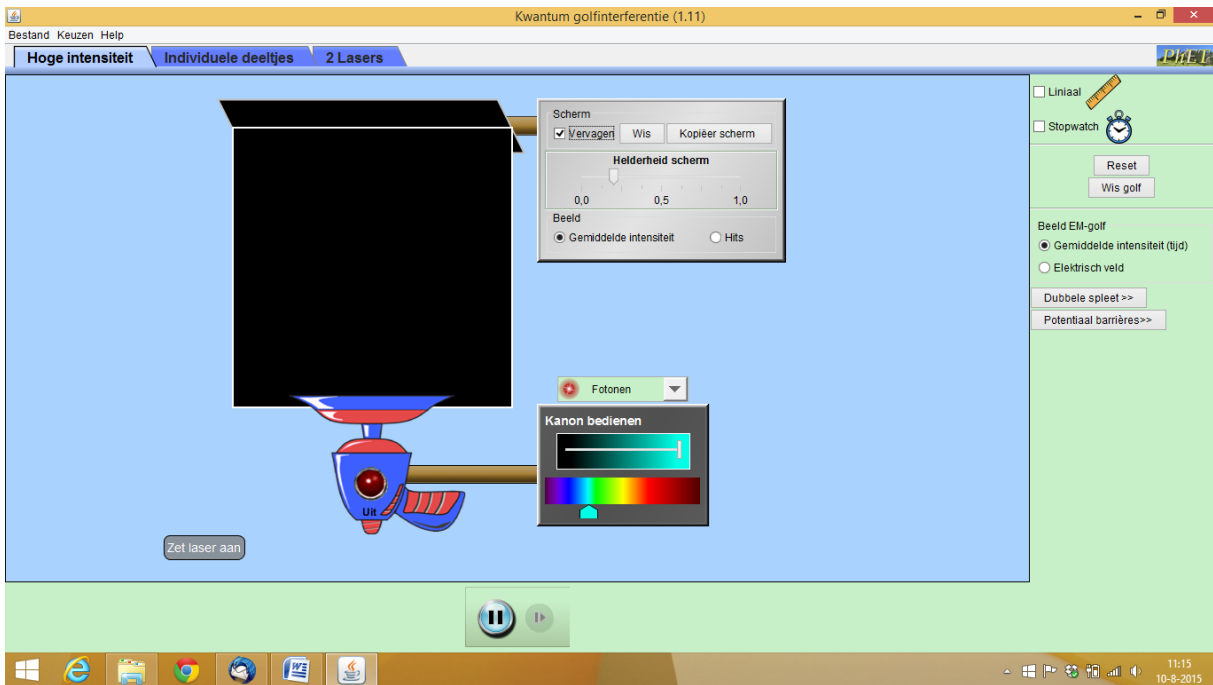 Kwantum golfinterferentie (1.11)
Bestand Keuzen Help
Hoge intensiteit Individuele deeltjes 2 Lasers
PhET
Scherm
Vervagen Wis Kopiëer scherm
Helderheid scherm
0,0 0,5 1,0
Beeld
Gemiddelde intensiteit Hits
Fotonen
Kanon bedienen
Uit
Zet laser aan
Liniaal
Stopwatch
Reset
Wis golf
Beeld EM-golf
Gemiddelde intensiteit (tijd)
Elektrisch veld
Dubbele spleet >>
Potentiaal barrières>>
11:15
10-8-2015